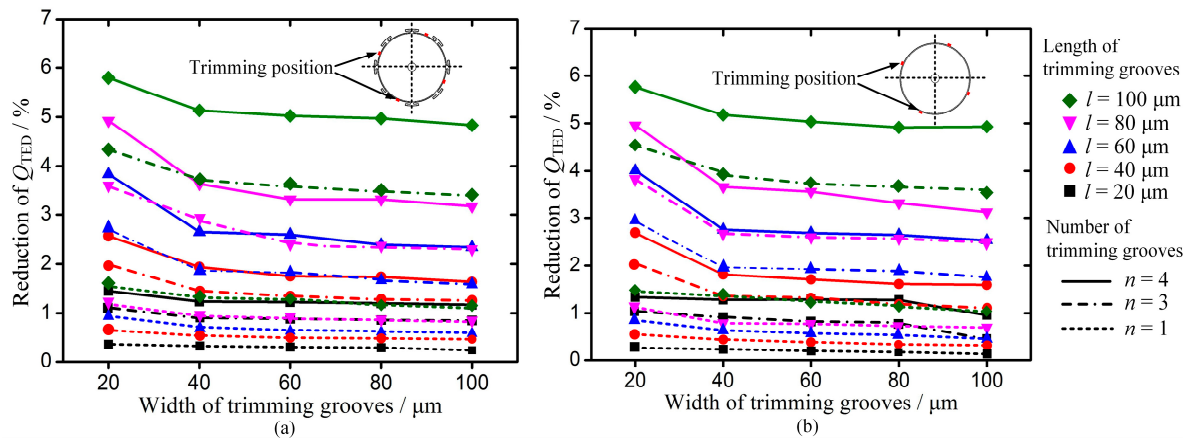 7
6
5
4
3
2
1
0
Reduction of Q_TED / %
Trimming position
20 40 60 80 100
Width of trimming grooves / μm
(a)
7
6
5
4
3
2
1
0
Reduction of Q_TED / %
Trimming position
20 40 60 80 100
Width of trimming grooves / μm
(b)
Length of
trimming grooves
l = 100 μm
l = 80 μm
l = 60 μm
l = 40 μm
l = 20 μm
Number of
trimming grooves
n = 4
n = 3
n = 1